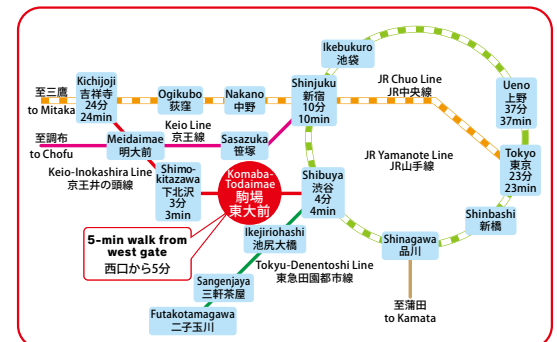 Ikebukuro
池袋
Kichijoji
吉祥寺
24分
24min
至三鷹
to Mitaka
Ogikubo
荻窪
Nakano
中野
Shinjuku
新宿
10分
10min
JR Chuo Line
JR中央線
Ueno
上野
37分
37min
至調布
to Chofu
Meidaimae
明大前
Keio Line
京王線
Sasazuka
笹塚
Keio-Inokashira Line
京王井の頭線
Shimo-
kitazawa
下北沢
3分
3min
Komaba-
Todaimae
駒場
東大前
Shibuya
渋谷
4分
4min
JR Yamanote Line
JR山手線
Tokyo
東京
23分
23min
5-min walk from
west gate
西口から5分
Ikejiriohashi
池尻大橋
Shinbashi
新橋
Shinagawa
品川
Tokyu-Denentoshi Line
東急田園都市線
Sangenjaya
三軒茶屋
Futakotamagawa
二子玉川
至蒲田
to Kamata